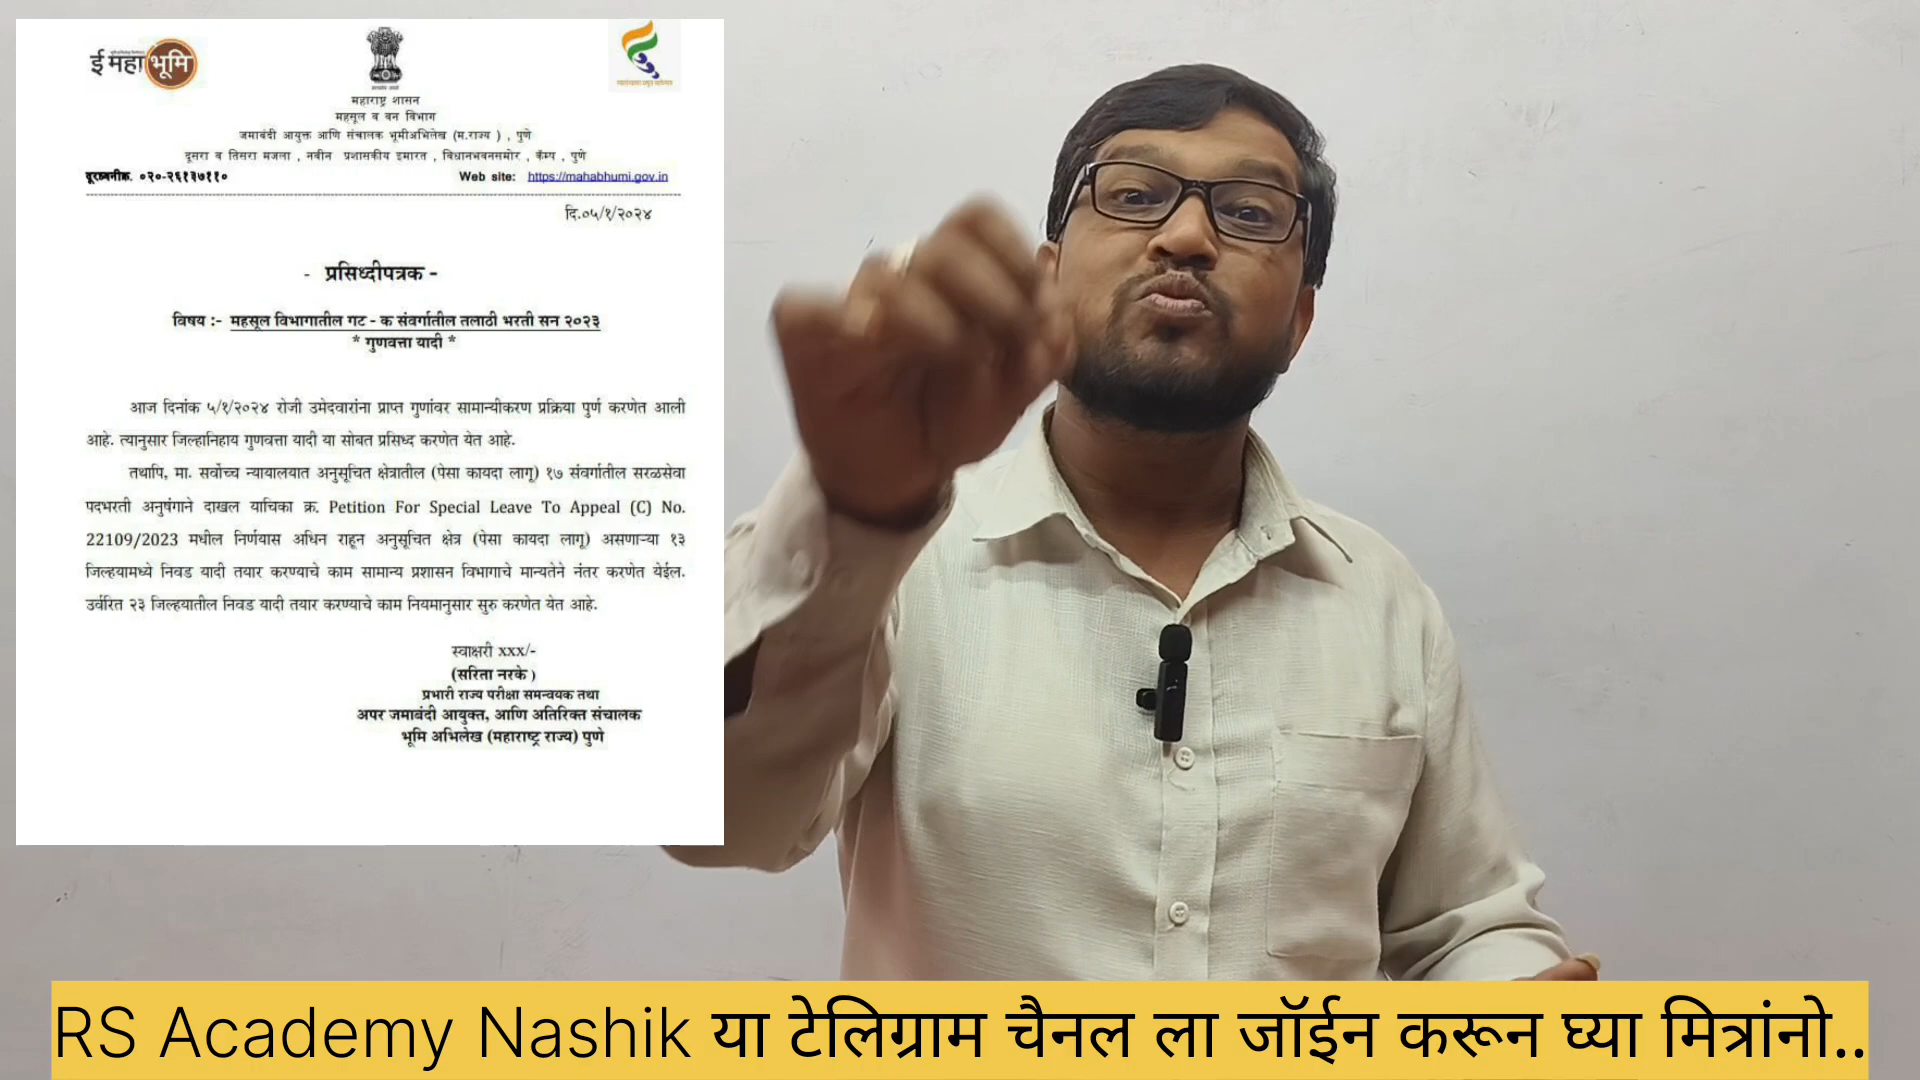 ई महाभूमि
महाराष्ट्र शासन
महसूल व वन विभाग
जमाबंदी आयुक्त आणि संचालक भूमीअभिलेख (म.राज्य ) , पुणे
दूसरा व तिसरा मजला , नवीन प्रशासकीय इमारत , विधानभवनसमोर , कॅम्प , पुणे
०२०-२६१३७११० Web site: https://mahabhumi.gov.in
दि.०५/१/२०२४
- प्रसिध्दीपत्रक -
विषय :- महसूल विभागातील गट - क संवर्गातील तलाठी भरती सन २०२३
* गुणवत्ता यादी *
आज दिनांक ५/१/२०२४ रोजी उमेदवारांना प्राप्त गुणांवर सामान्यीकरण प्रक्रिया पुर्ण करणेत आली
आहे. त्यानुसार जिल्हानिहाय गुणवत्ता यादी या सोबत प्रसिध्द करणेत येत आहे.
तथापि, मा. सर्वोच्च न्यायालयात अनुसूचित क्षेत्रातील (पेसा कायदा लागू) १७ संवर्गातील सरळसेवा
पदभरती अनुषंगाने दाखल याचिका क्र. Petition For Special Leave To Appeal (C) No.
22109/2023 मधील निर्णयास अधिन राहून अनुसूचित क्षेत्र (पेसा कायदा लागू) असणाऱ्या १३
जिल्हयामध्ये निवड यादी तयार करण्याचे काम सामान्य प्रशासन विभागाचे मान्यतेने नंतर करणेत येईल.
उर्वरित २३ जिल्हयातील निवड यादी तयार करण्याचे काम नियमानुसार सुरु करणेत येत आहे.
स्वाक्षरी xxx/-
(सरिता नरके )
प्रभारी राज्य परीक्षा समन्वयक तथा
अपर जमाबंदी आयुक्त, आणि अतिरिक्त संचालक
भूमि अभिलेख (महाराष्ट्र राज्य) पुणे
RS Academy Nashik या टेलिग्राम चैनल ला जॉईन करून घ्या मित्रांनो..